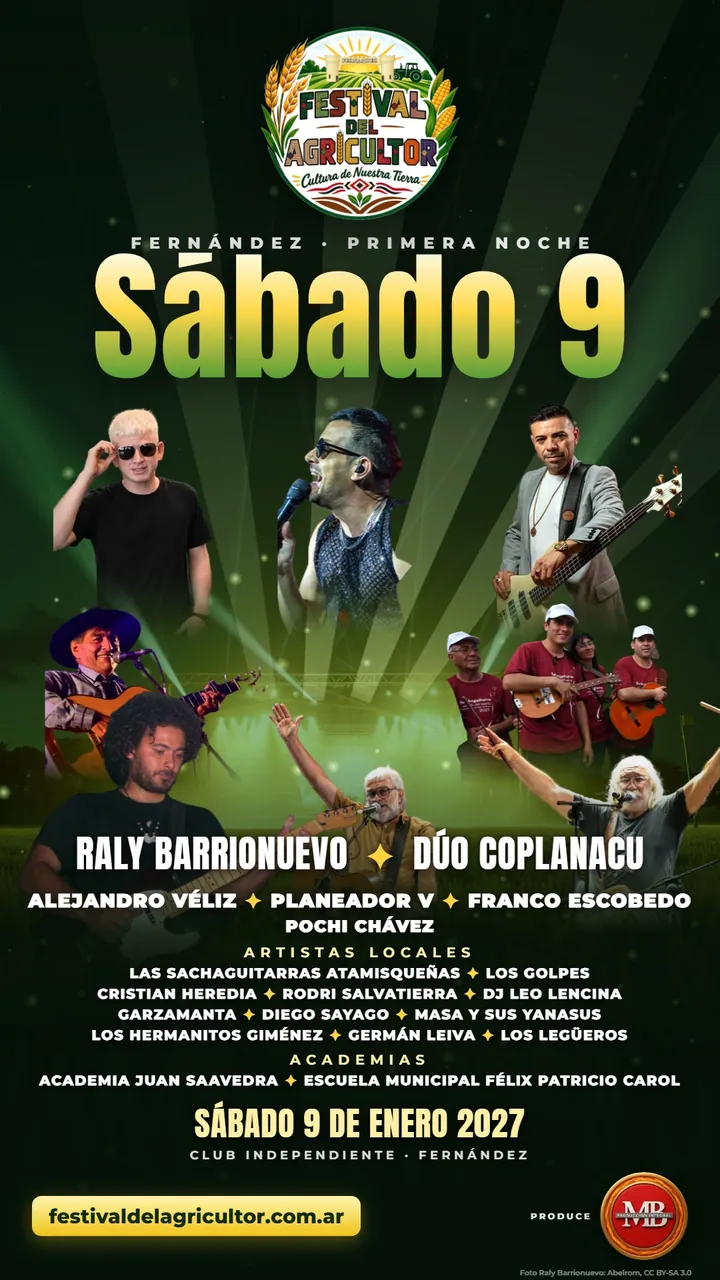 FERNÁNDEZ
FESTIVAL
DEL
AGRICULTOR
Cultura de Nuestra Tierra
FERNÁNDEZ · PRIMERA NOCHE
Sábado 9
RALY BARRIONUEVO ✦ DÚO COPLANACU
ALEJANDRO VÉLIZ ✦ PLANEADOR V ✦ FRANCO ESCOBEDO
POCHI CHÁVEZ
ARTISTAS LOCALES
LAS SACHAGUITARRAS ATAMISQUEÑAS ✦ LOS GOLPES
CRISTIAN HEREDIA ✦ RODRI SALVATIERRA ✦ DJ LEO LENCINA
GARZAMANTA ✦ DIEGO SAYAGO ✦ MASA Y SUS YANASUS
LOS HERMANITOS GIMÉNEZ ✦ GERMÁN LEIVA ✦ LOS LEGÜEROS
ACADEMIAS
ACADEMIA JUAN SAAVEDRA ✦ ESCUELA MUNICIPAL FÉLIX PATRICIO CAROL
SÁBADO 9 DE ENERO 2027
CLUB INDEPENDIENTE · FERNÁNDEZ
festivaldelagricultor.com.ar
PRODUCE
MB
PRODUCCIÓN INTEGRAL
Foto Raly Barrionuevo: Abelrom, CC BY-SA 3.0